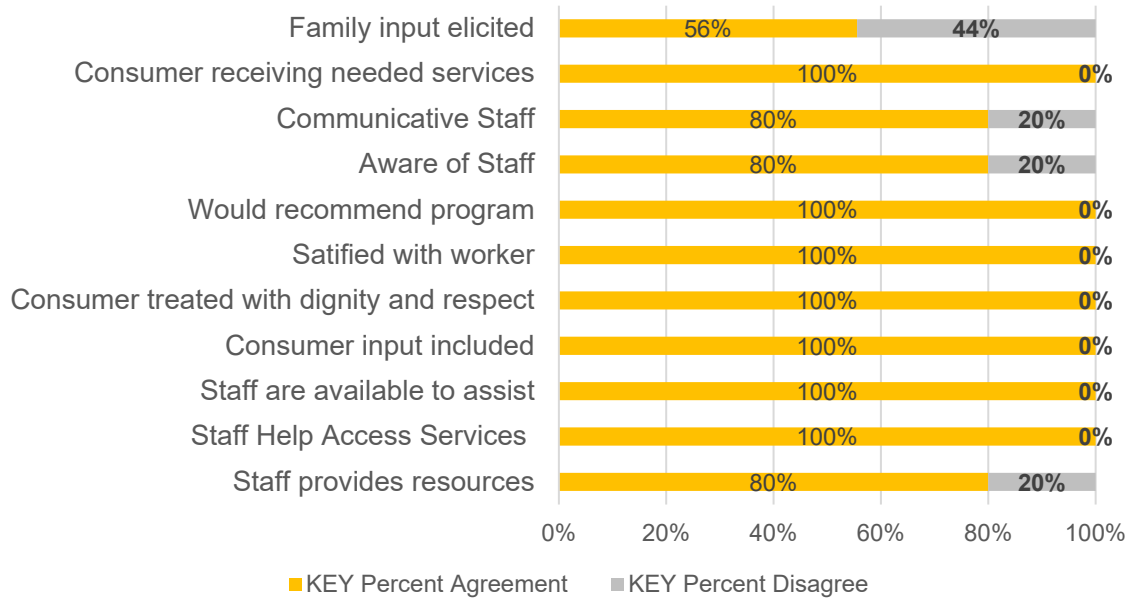 Family input elicited 56% 44%
Consumer receiving needed services 100% 0%
Communicative Staff 80% 20%
Aware of Staff 80% 20%
Would recommend program 100% 0%
Satified with worker 100% 0%
Consumer treated with dignity and respect 100% 0%
Consumer input included 100% 0%
Staff are available to assist 100% 0%
Staff Help Access Services 100% 0%
Staff provides resources 80% 20%
0% 20% 40% 60% 80% 100%
KEY Percent Agreement KEY Percent Disagree